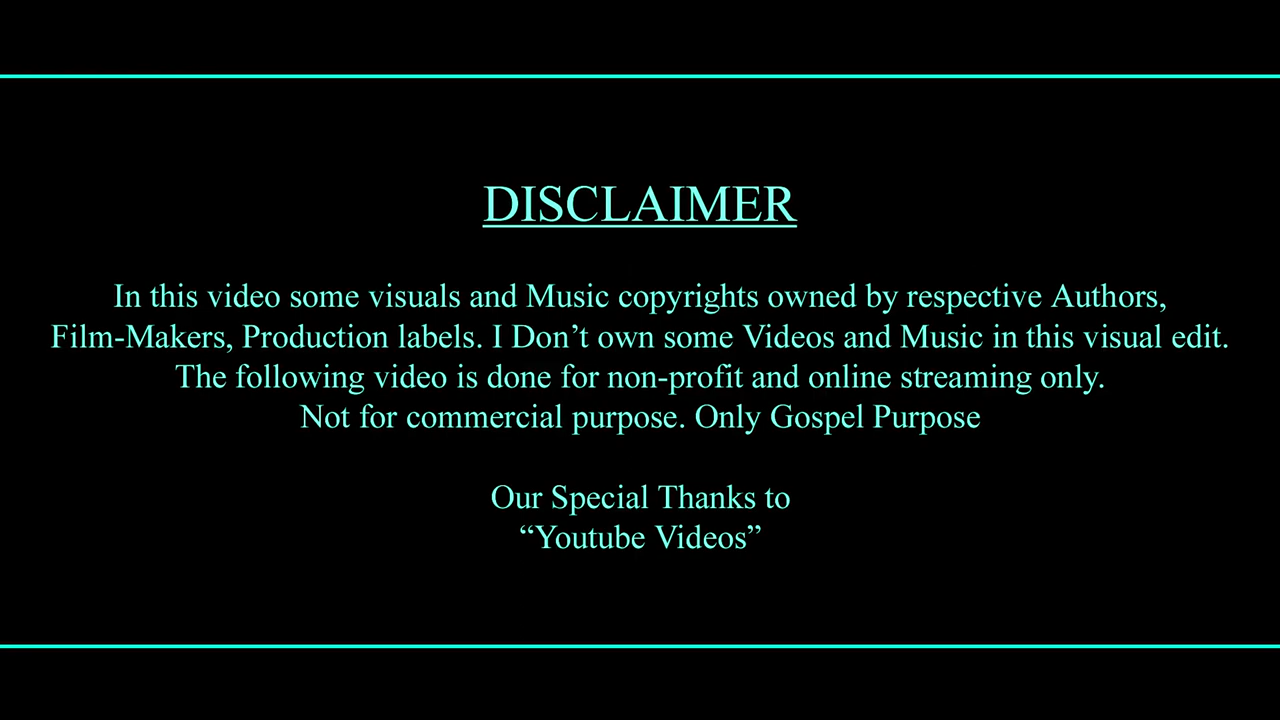 DISCLAIMER
In this video some visuals and Music copyrights owned by respective Authors,
Film-Makers, Production labels. I Don’t own some Videos and Music in this visual edit.
The following video is done for non-profit and online streaming only.
Not for commercial purpose. Only Gospel Purpose
Our Special Thanks to
“Youtube Videos”